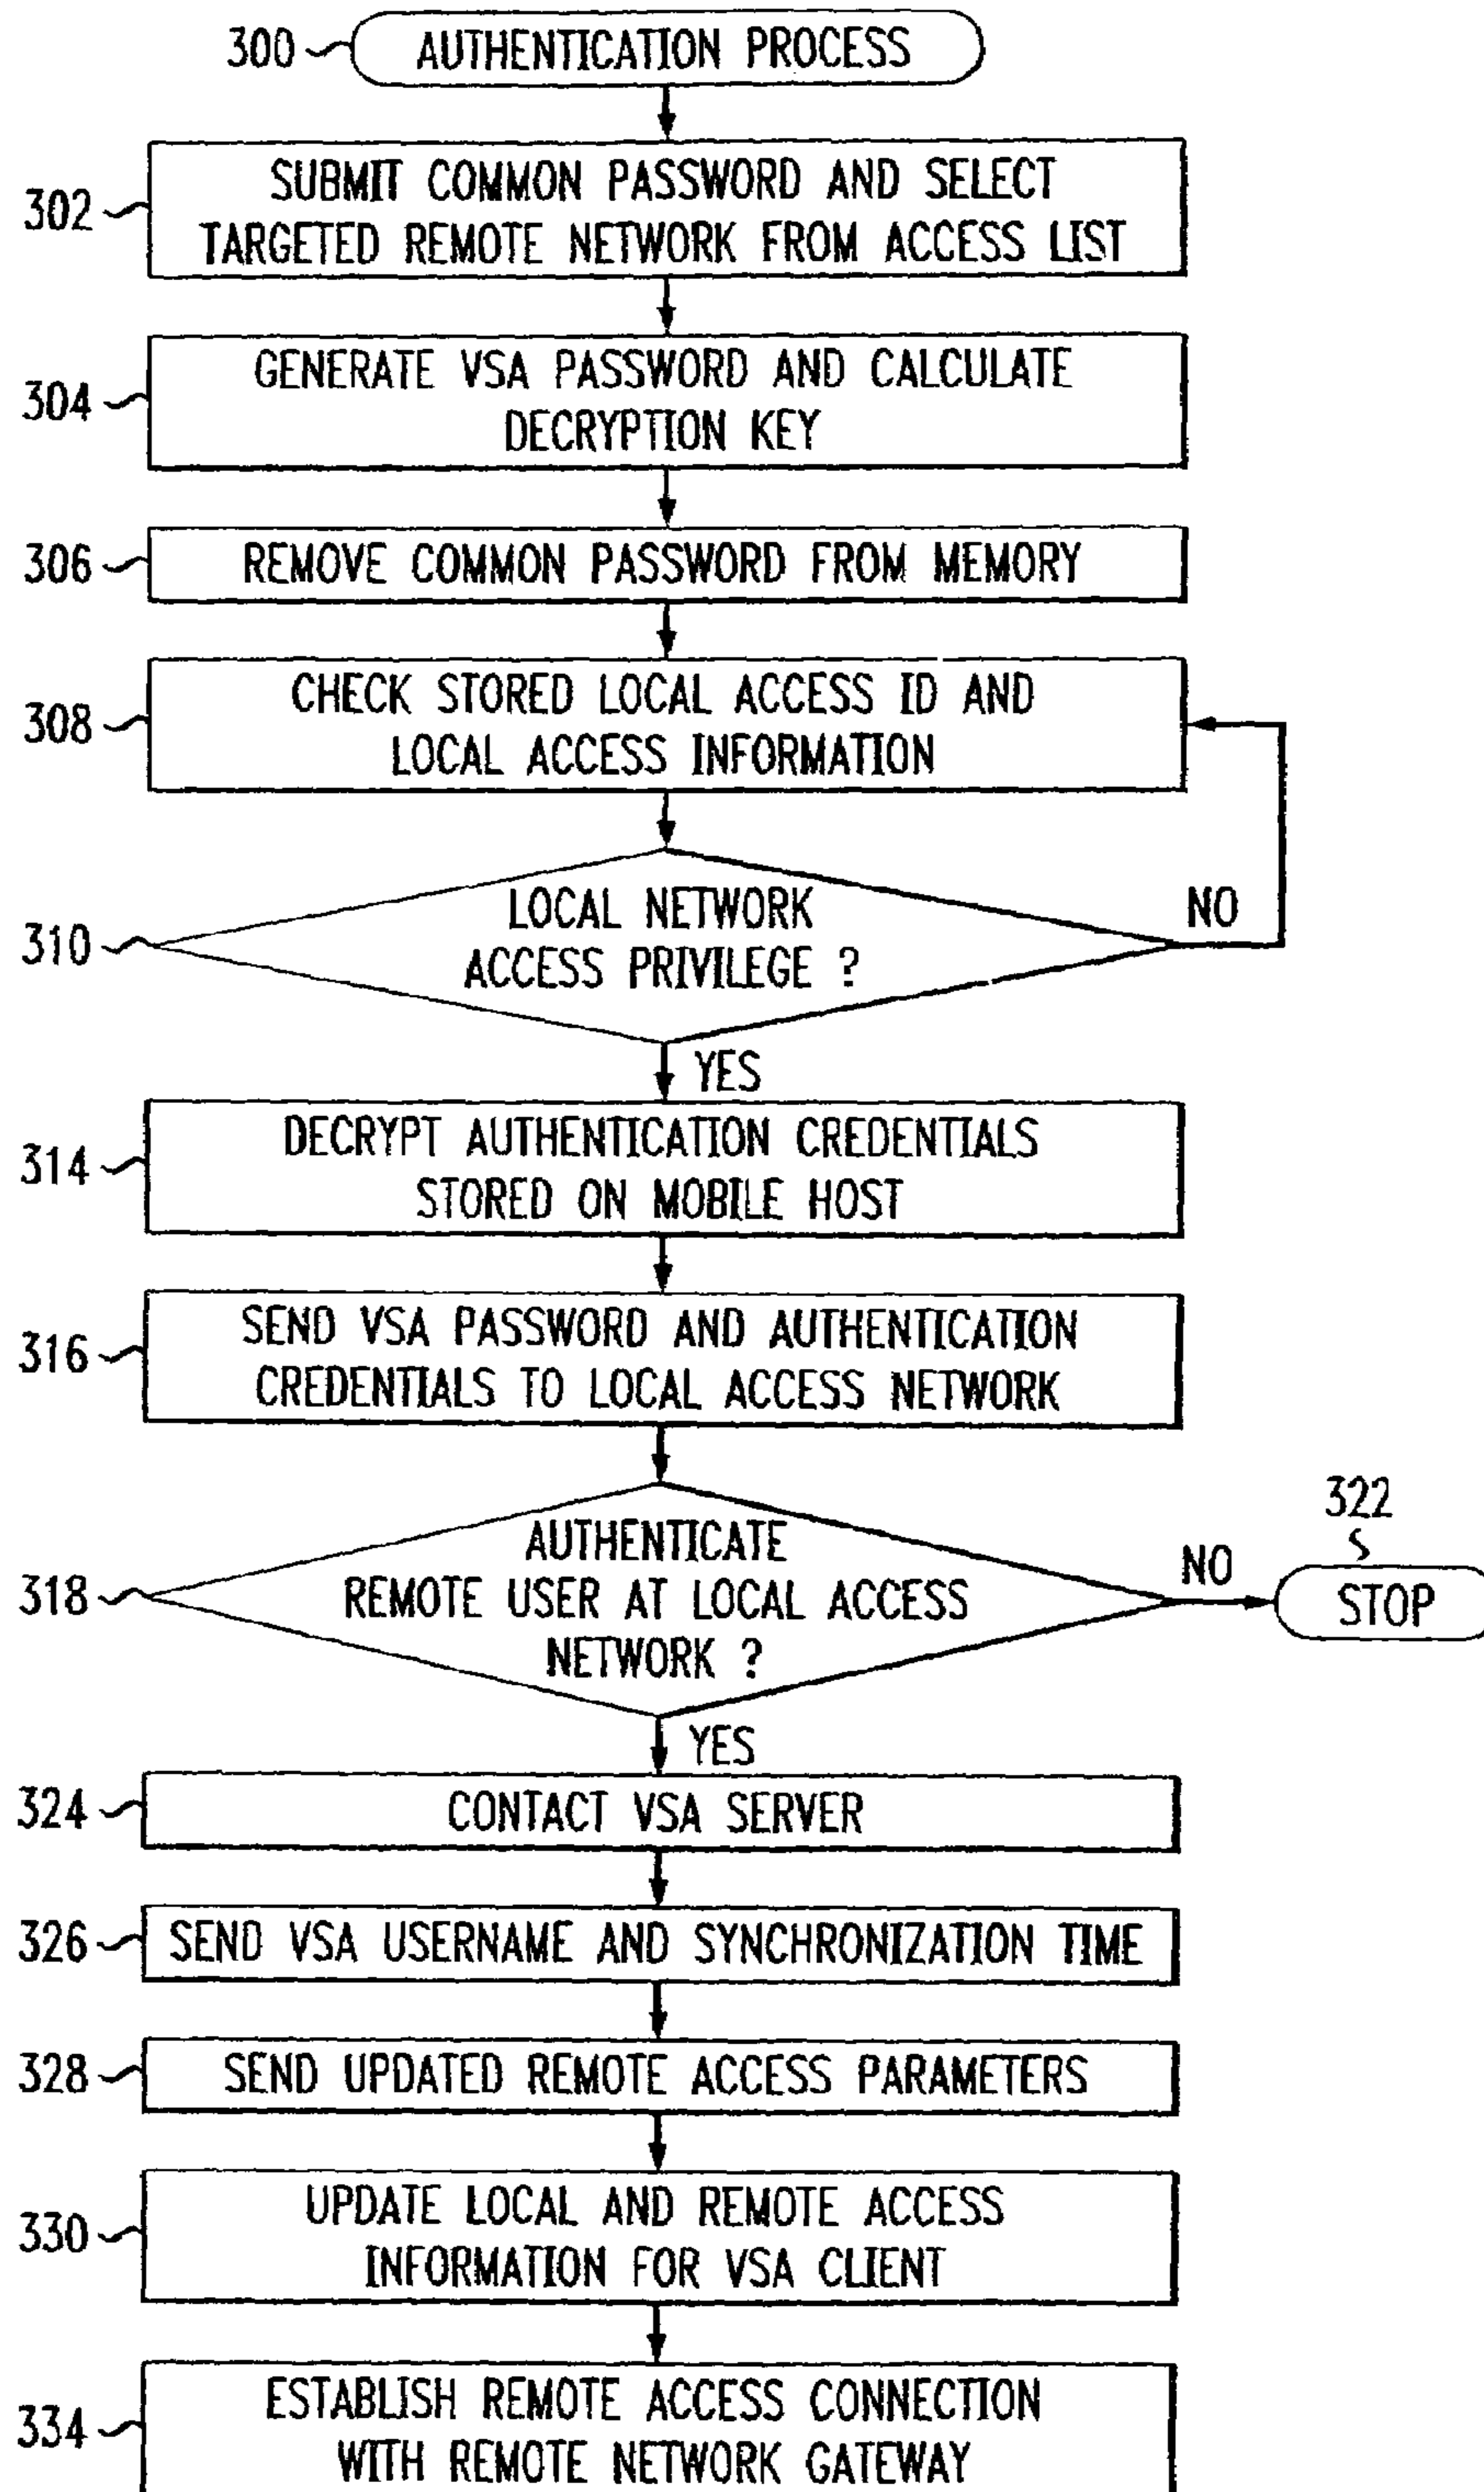 300
AUTHENTICATION PROCESS
302
SUBMIT COMMON PASSWORD AND SELECT
TARGETED REMOTE NETWORK FROM ACCESS LIST
304
GENERATE VSA PASSWORD AND CALCULATE
DECRYPTION KEY
306
REMOVE COMMON PASSWORD FROM MEMORY
308
CHECK STORED LOCAL ACCESS ID AND
LOCAL ACCESS INFORMATION
310
LOCAL NETWORK
ACCESS PRIVILEGE ?
NO
YES
314
DECRYPT AUTHENTICATION CREDENTIALS
STORED ON MOBILE HOST
316
SEND VSA PASSWORD AND AUTHENTICATION
CREDENTIALS TO LOCAL ACCESS NETWORK
318
AUTHENTICATE
REMOTE USER AT LOCAL ACCESS
NETWORK ?
NO
322
STOP
YES
324
CONTACT VSA SERVER
326
SEND VSA USERNAME AND SYNCHRONIZATION TIME
328
SEND UPDATED REMOTE ACCESS PARAMETERS
330
UPDATE LOCAL AND REMOTE ACCESS
INFORMATION FOR VSA CLIENT
334
ESTABLISH REMOTE ACCESS CONNECTION
WITH REMOTE NETWORK GATEWAY